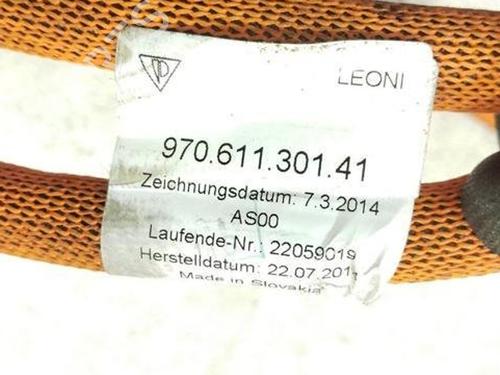 LEONI
970.611.301.41
Zeichnungsdatum: 7.3.2014
AS00
Laufende-Nr.: 22059019
Herstelldatum: 22.07.201
Made in Slovakia